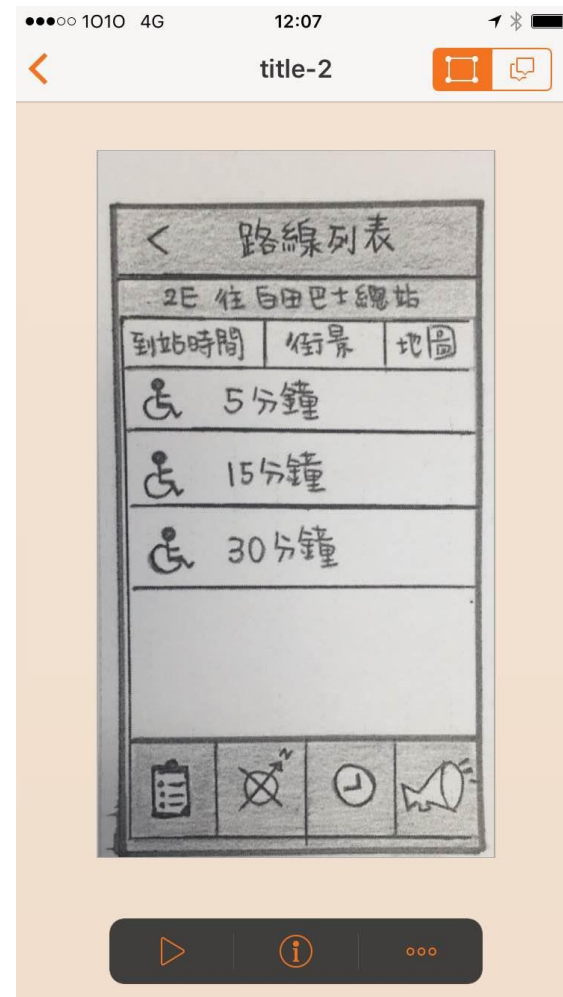 1O1O 4G 12:07
title-2
< 路線列表
2E 往白田巴士總站
到站時間 街景 地圖
5分鐘
15分鐘
30分鐘
N